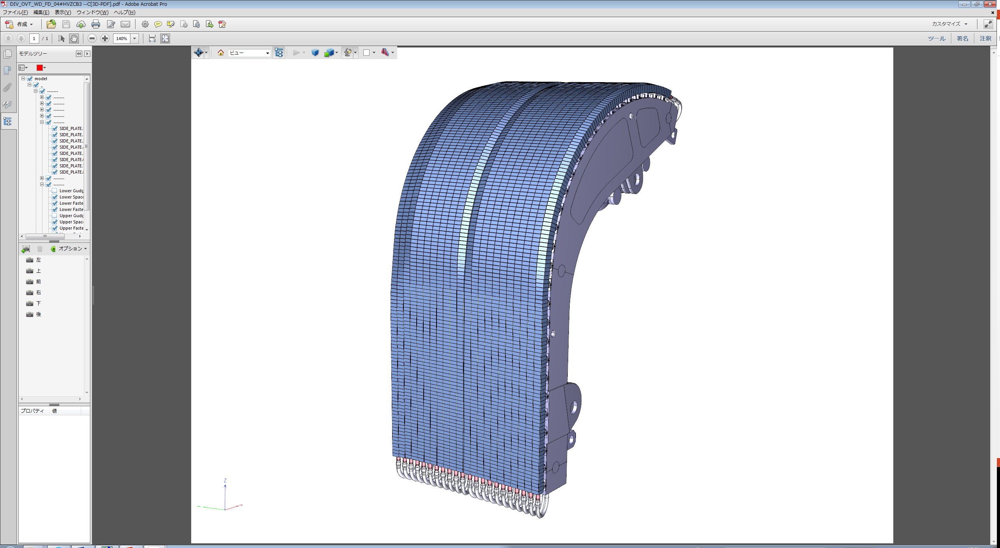 DIV_OVT_WD_FD_04#HVZCB3 --C[3D-PDF].pdf - Adobe Acrobat Pro
ファイル(F) 編集(E) 表示(V) ウィンドウ(W) ヘルプ(H)
作成 カスタマイズ
1 / 1 140% ツール 署名 注釈
モデルツリー
ビュー
model
_
-------
-------
-------
-------
-------
-------
SIDE_PLATE.
SIDE_PLATE.
SIDE_PLATE.
SIDE_PLATE.
SIDE_PLATE.
SIDE_PLATE.
SIDE_PLATE.
SIDE_PLATE.
-------
-------
Lower Gudg
Lower Space
Lower Faste
Lower Faste
Upper Gudg
Upper Space
Upper Faste
オプション
左
上
前
右
下
後
プロパティ 値
Z